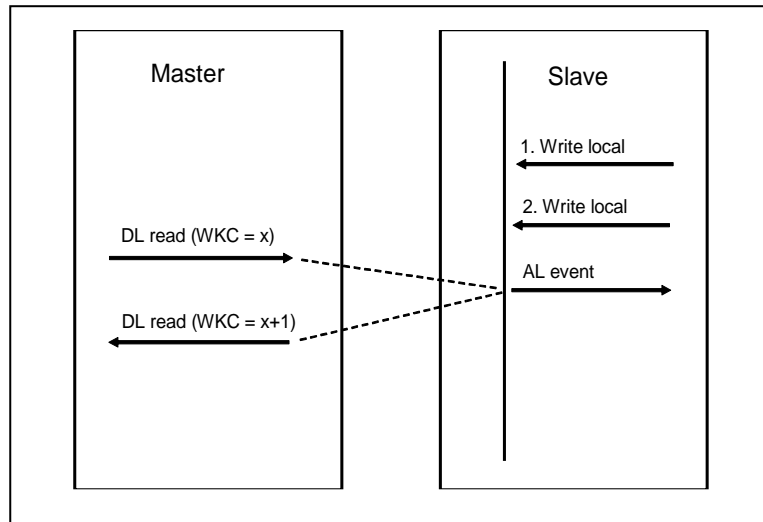 Master
Slave
1. Write local
2. Write local
DL read (WKC = x)
AL event
DL read (WKC = x+1)